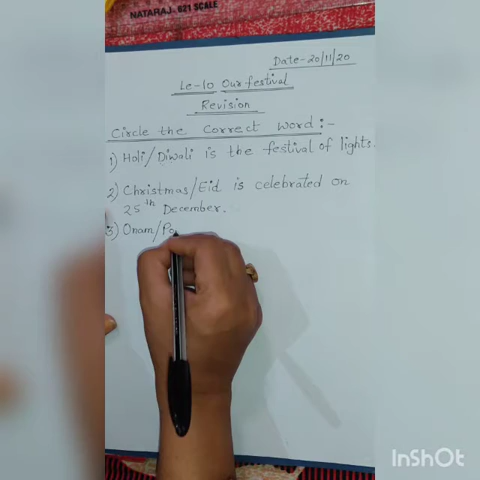 NATARAJ-621 SCALE
Date-20/11/20
Le-10 Our festival
Revision
Circle the Correct Word:-
1) Holi/Diwali is the festival of lights.
2) Christmas/Eid is celebrated on
25th December.
3) Onam/Po
InShOt